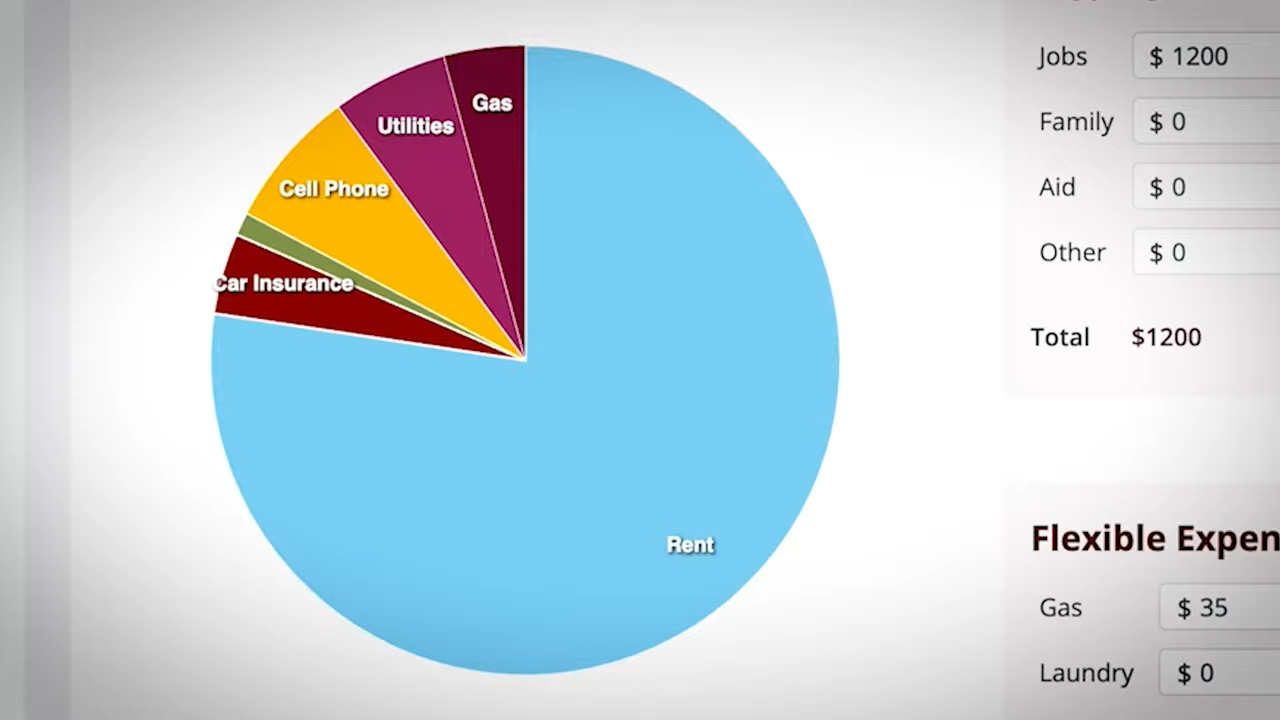 Gas
Utilities
Cell Phone
Car Insurance
Rent
Jobs $ 1200
Family $ 0
Aid $ 0
Other $ 0
Total $1200
Flexible Expen
Gas $ 35
Laundry $ 0